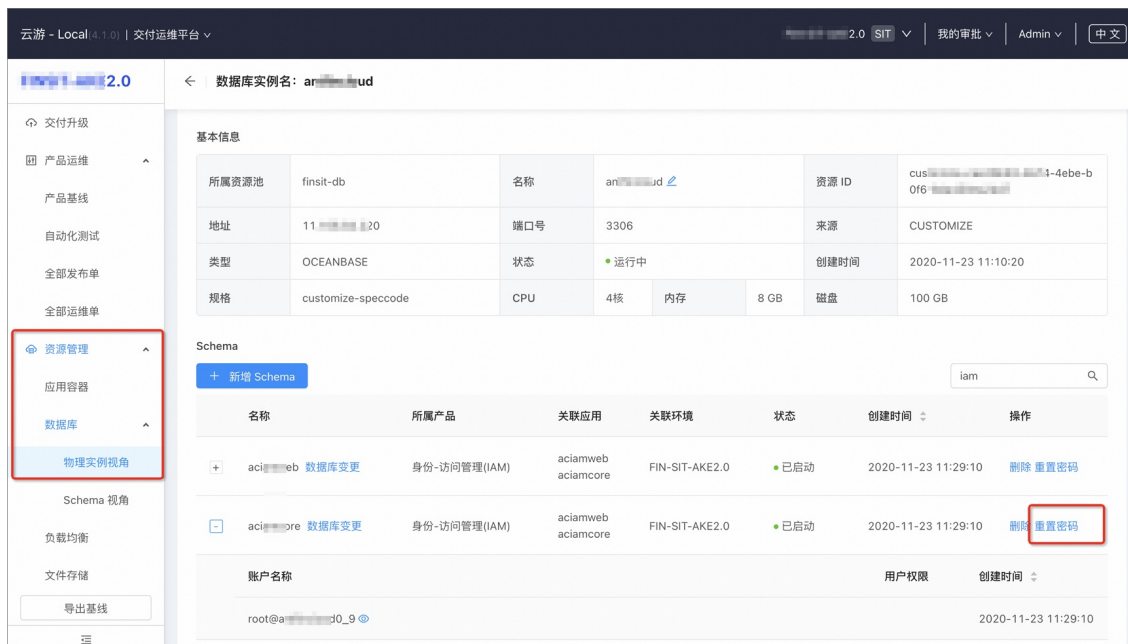 云游 - Local(4.1.0) | 交付运维平台
2.0 SIT 我的审批 Admin 中文
2.0
数据库实例名：
交付升级
基本信息
产品运维
所属资源池 finsit-db 名称 资源 ID
产品基线
地址 端口号 3306 来源 CUSTOMIZE
自动化测试
类型 OCEANBASE 状态 运行中 创建时间 2020-11-23 11:10:20
全部发布单
规格 customize-speccode CPU 4核 内存 8 GB 磁盘 100 GB
全部运维单
资源管理
Schema
应用容器
+ 新增 Schema
iam
数据库
名称 所属产品 关联应用 关联环境 状态 创建时间 操作
物理实例视角
数据库变更 身份-访问管理(IAM) aciamweb FIN-SIT-AKE2.0 已启动 2020-11-23 11:29:10 删除 重置密码
aciamcore
Schema 视角
数据库变更 身份-访问管理(IAM) aciamweb FIN-SIT-AKE2.0 已启动 2020-11-23 11:29:10 删除 重置密码
aciamcore
负载均衡
文件存储
账户名称 用户权限 创建时间
导出基线
2020-11-23 11:29:10